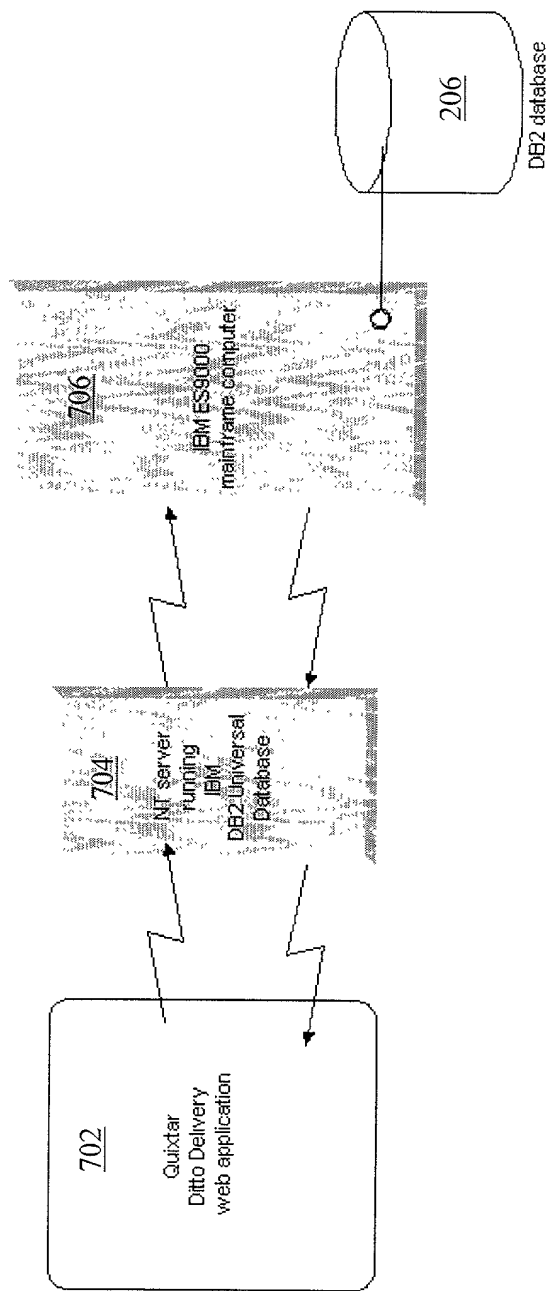 702
Quixtar
Ditto Delivery
web application
704
NT server
running
IBM
DB2 Universal
Database
706
IBM ES9000
mainframe computer
206
DB2 database